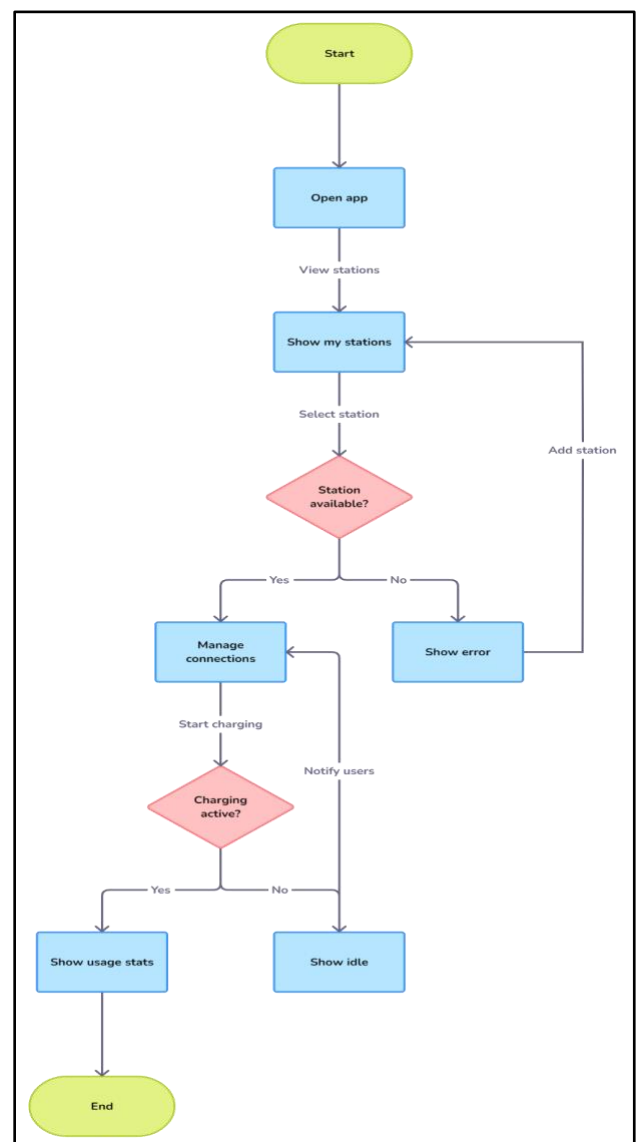 Start
Open app
View stations
Show my stations
Select station
Add station
Station
available?
Yes
No
Manage
connections
Show error
Start charging
Notify users
Charging
active?
Yes
No
Show usage stats
Show idle
End